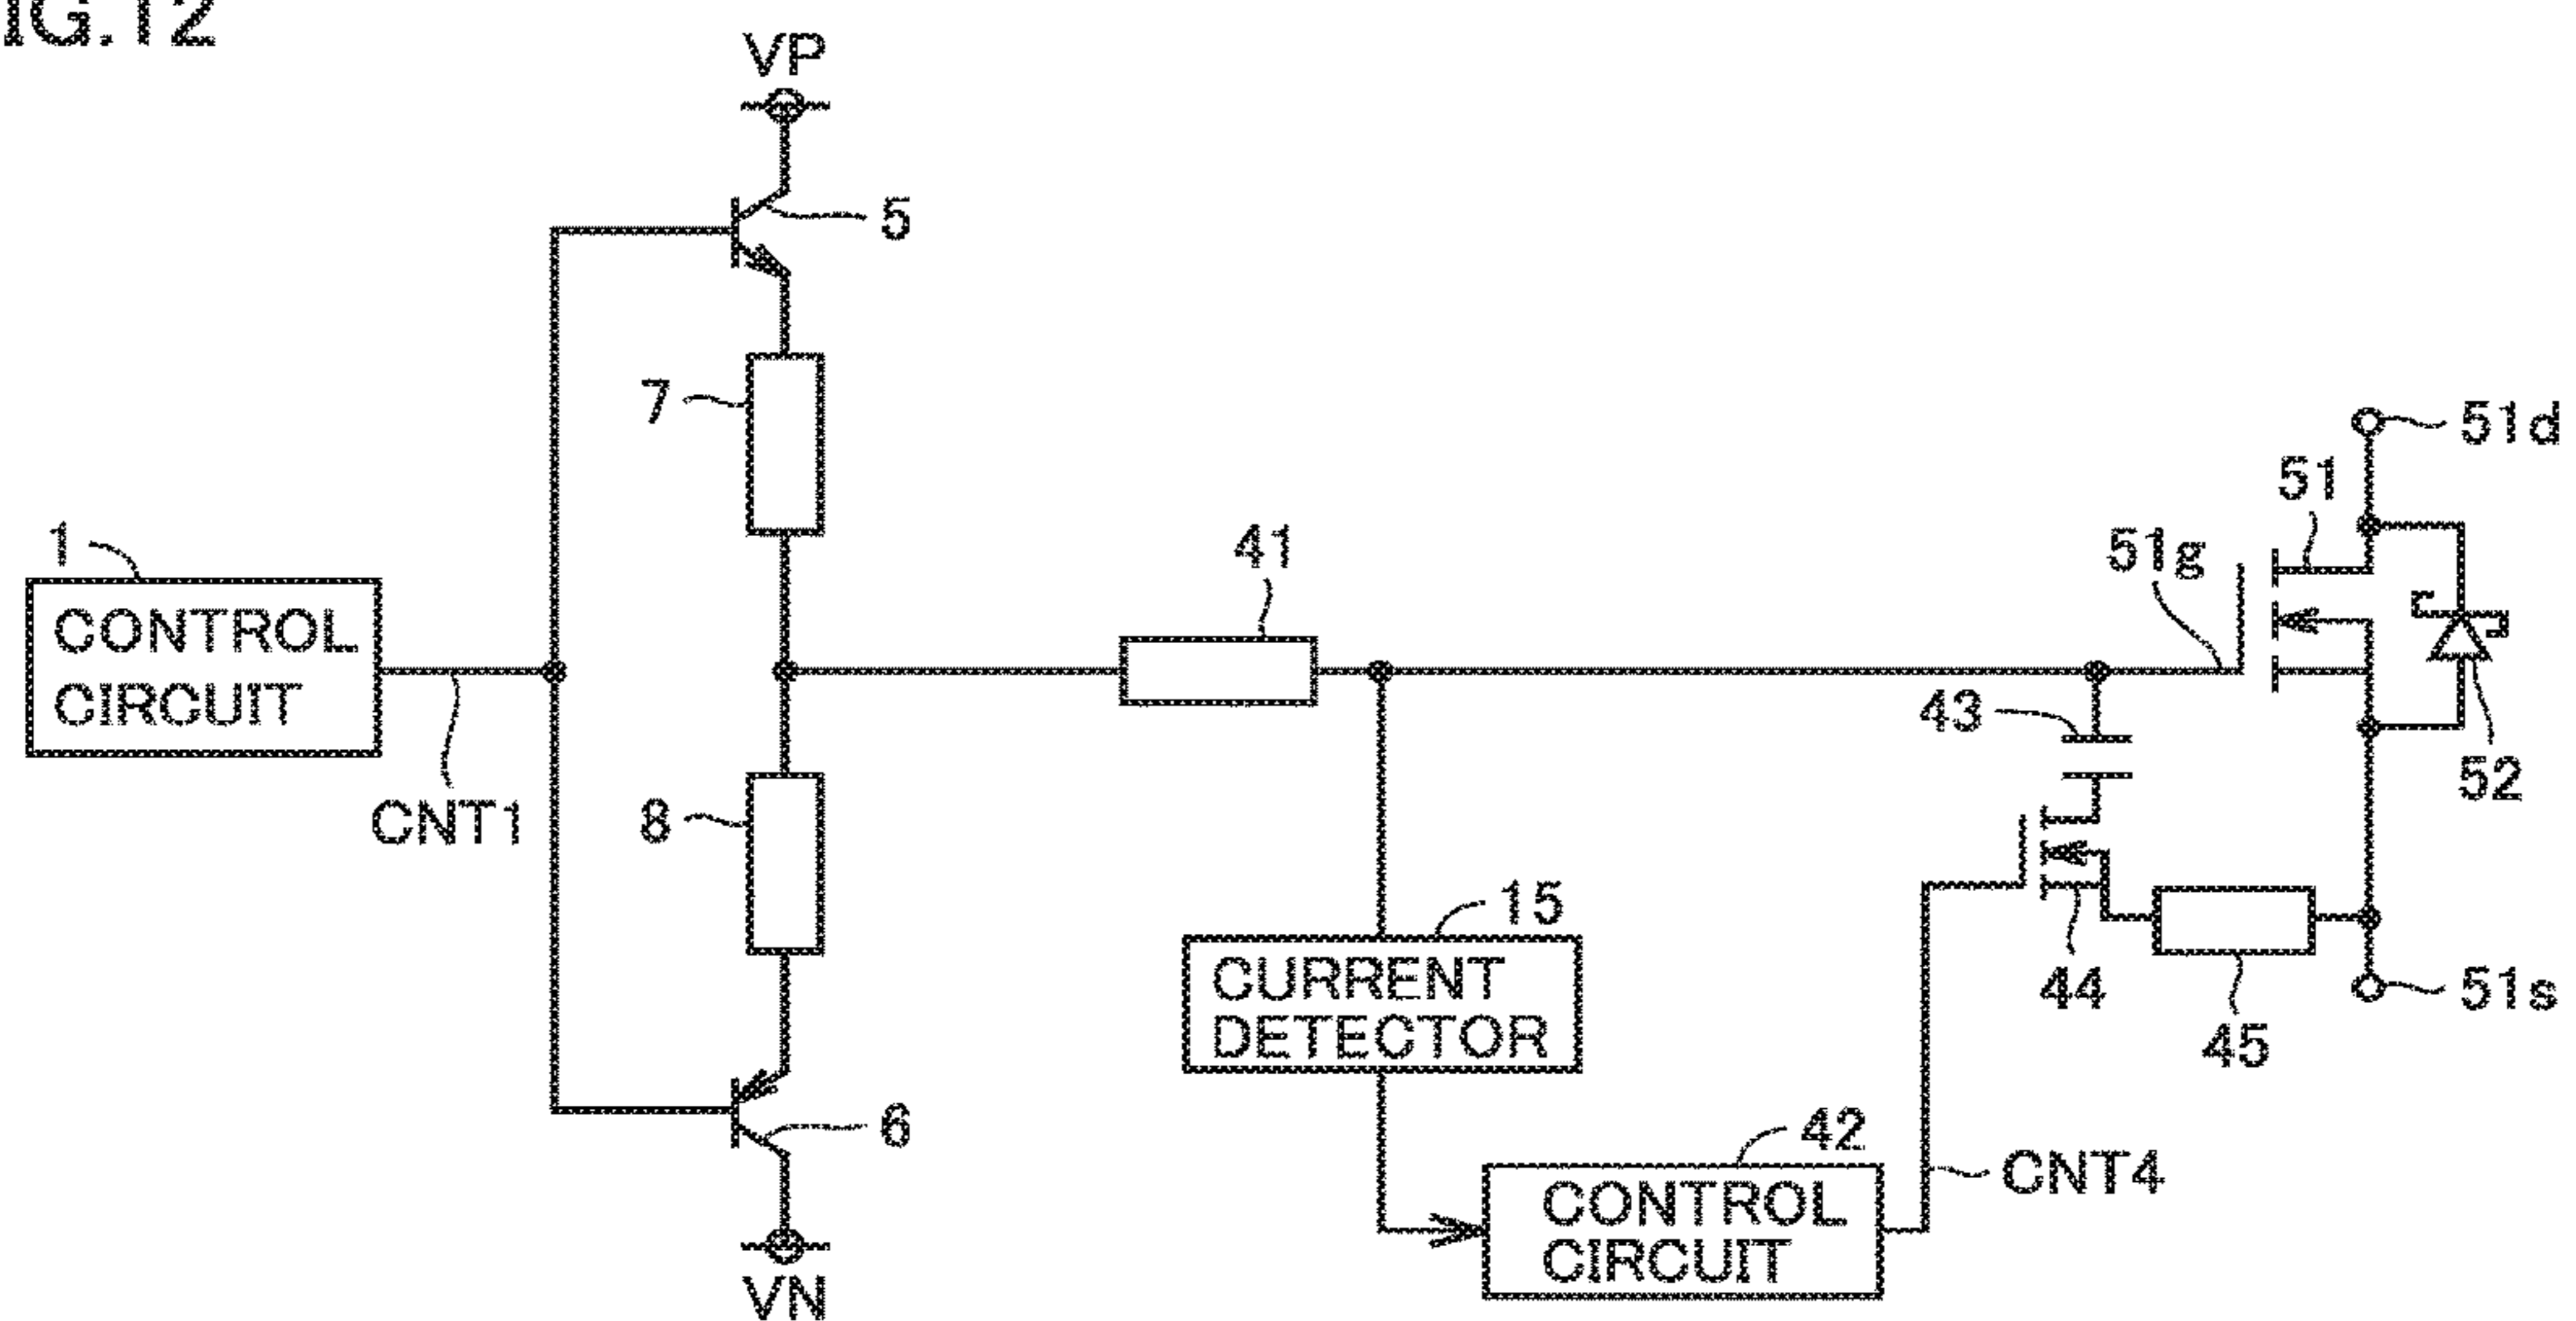 IG.12
VP
5
7
51d
51
51g
41
1
CONTROL
CIRCUIT
43
52
CNT1
8
15
CURRENT
DETECTOR
44
51s
45
6
42
CNT4
CONTROL
CIRCUIT
VN